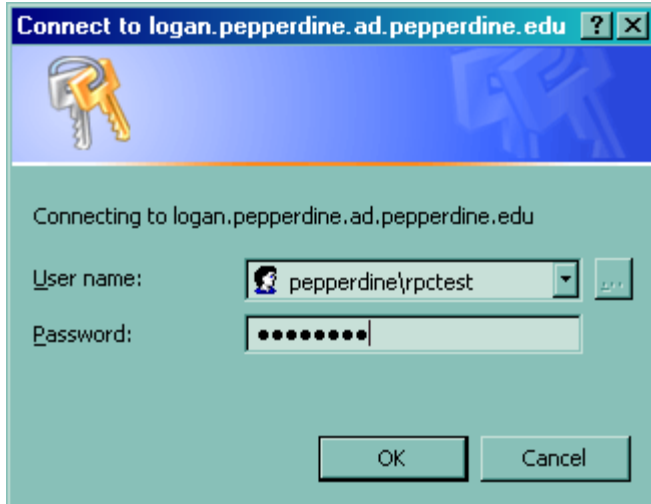 Connect to logan.pepperdine.ad.pepperdine.edu ? X
Connecting to logan.pepperdine.ad.pepperdine.edu
User name: pepperdine\rpctest ...
Password: ●●●●●●●●
OK Cancel